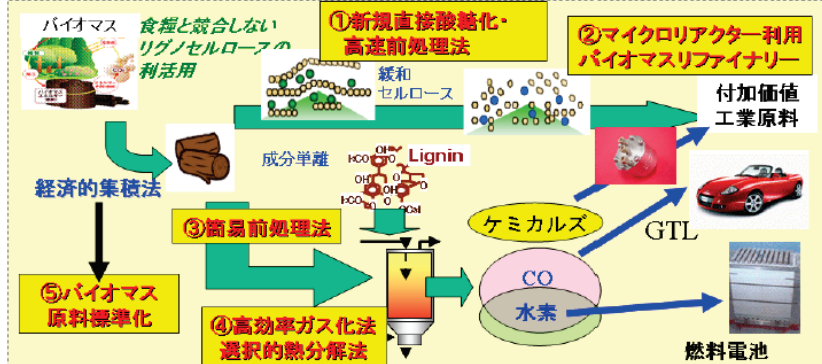 バイオマス
食糧と競合しない
リグノセルロースの
利活用
①新規直接酸糖化・
高速前処理法
②マイクロリアクター利用
バイオマスリファイナリー
緩和
セルロース
付加価値
工業原料
成分単離
Lignin
経済的集積法
③簡易前処理法
ケミカルズ
GTL
CO
水素
⑤バイオマス
原料標準化
④高効率ガス化法
選択的熱分解法
燃料電池